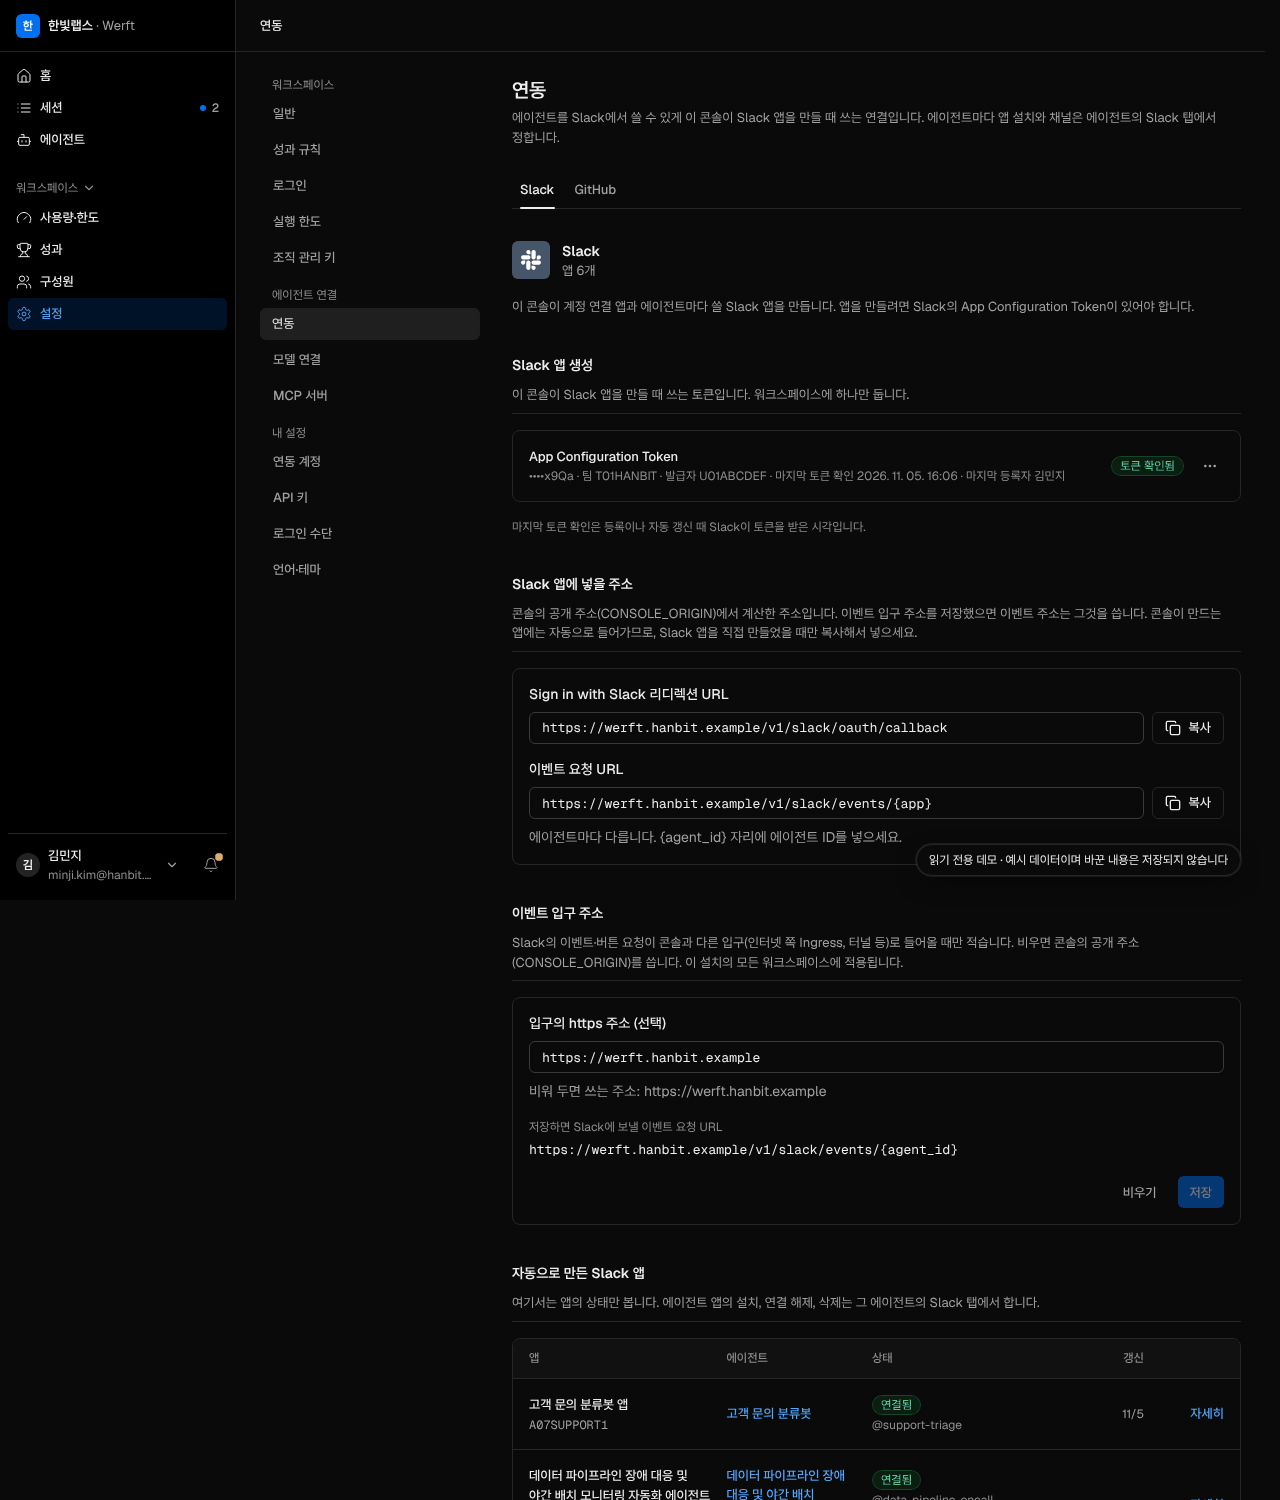 한 한빛랩스 · Werft
홈
세션 2
에이전트
워크스페이스
사용량·한도
성과
구성원
설정
김 김민지
minji.kim@hanbit....
연동
워크스페이스
일반
성과 규칙
로그인
실행 한도
조직 관리 키
에이전트 연결
연동
모델 연결
MCP 서버
내 설정
연동 계정
API 키
로그인 수단
언어·테마
연동
에이전트를 Slack에서 쓸 수 있게 이 콘솔이 Slack 앱을 만들 때 쓰는 연결입니다. 에이전트마다 앱 설치와 채널은 에이전트의 Slack 탭에서
정합니다.
Slack GitHub
Slack
앱 6개
이 콘솔이 계정 연결 앱과 에이전트마다 쓸 Slack 앱을 만듭니다. 앱을 만들려면 Slack의 App Configuration Token이 있어야 합니다.
Slack 앱 생성
이 콘솔이 Slack 앱을 만들 때 쓰는 토큰입니다. 워크스페이스에 하나만 둡니다.
App Configuration Token
••••x9Qa · 팀 T01HANBIT · 발급자 U01ABCDEF · 마지막 토큰 확인 2026. 11. 05. 16:06 · 마지막 등록자 김민지
토큰 확인됨
마지막 토큰 확인은 등록이나 자동 갱신 때 Slack이 토큰을 받은 시각입니다.
Slack 앱에 넣을 주소
콘솔의 공개 주소(CONSOLE_ORIGIN)에서 계산한 주소입니다. 이벤트 입구 주소를 저장했으면 이벤트 주소는 그것을 씁니다. 콘솔이 만드는
앱에는 자동으로 들어가므로, Slack 앱을 직접 만들었을 때만 복사해서 넣으세요.
Sign in with Slack 리디렉션 URL
https://werft.hanbit.example/v1/slack/oauth/callback 복사
이벤트 요청 URL
https://werft.hanbit.example/v1/slack/events/{app} 복사
에이전트마다 다릅니다. {agent_id} 자리에 에이전트 ID를 넣으세요.
읽기 전용 데모 · 예시 데이터이며 바꾼 내용은 저장되지 않습니다
이벤트 입구 주소
Slack의 이벤트·버튼 요청이 콘솔과 다른 입구(인터넷 쪽 Ingress, 터널 등)로 들어올 때만 적습니다. 비우면 콘솔의 공개 주소
(CONSOLE_ORIGIN)를 씁니다. 이 설치의 모든 워크스페이스에 적용됩니다.
입구의 https 주소 (선택)
https://werft.hanbit.example
비워 두면 쓰는 주소: https://werft.hanbit.example
저장하면 Slack에 보낼 이벤트 요청 URL
https://werft.hanbit.example/v1/slack/events/{agent_id}
비우기 저장
자동으로 만든 Slack 앱
여기서는 앱의 상태만 봅니다. 에이전트 앱의 설치, 연결 해제, 삭제는 그 에이전트의 Slack 탭에서 합니다.
앱 에이전트 상태 갱신
고객 문의 분류봇 앱
A07SUPPORT1
고객 문의 분류봇
연결됨
@support-triage
11/5 자세히
데이터 파이프라인 장애 대응 및
야간 배치 모니터링 자동화 에이전트
데이터 파이프라인 장애
대응 및 야간 배치
연결됨